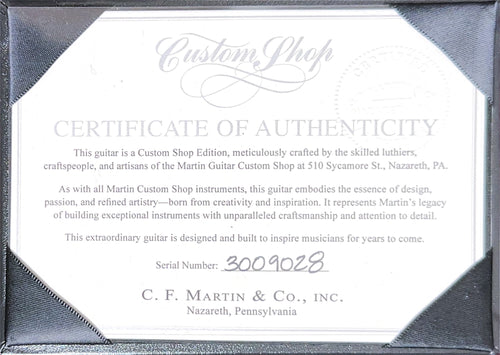 Custom Shop
CERTIFICATE OF AUTHENTICITY
This guitar is a Custom Shop Edition, meticulously crafted by the skilled luthiers,
craftspeople, and artisans of the Martin Guitar Custom Shop at 510 Sycamore St., Nazareth, PA.
As with all Martin Custom Shop instruments, this guitar embodies the essence of design,
passion, and refined artistry—born from creativity and inspiration. It represents Martin's legacy
of building exceptional instruments with unparalleled craftsmanship and attention to detail.
This extraordinary guitar is designed and built to inspire musicians for years to come.
Serial Number: 3009028
C. F. MARTIN & CO., INC.
Nazareth, Pennsylvania